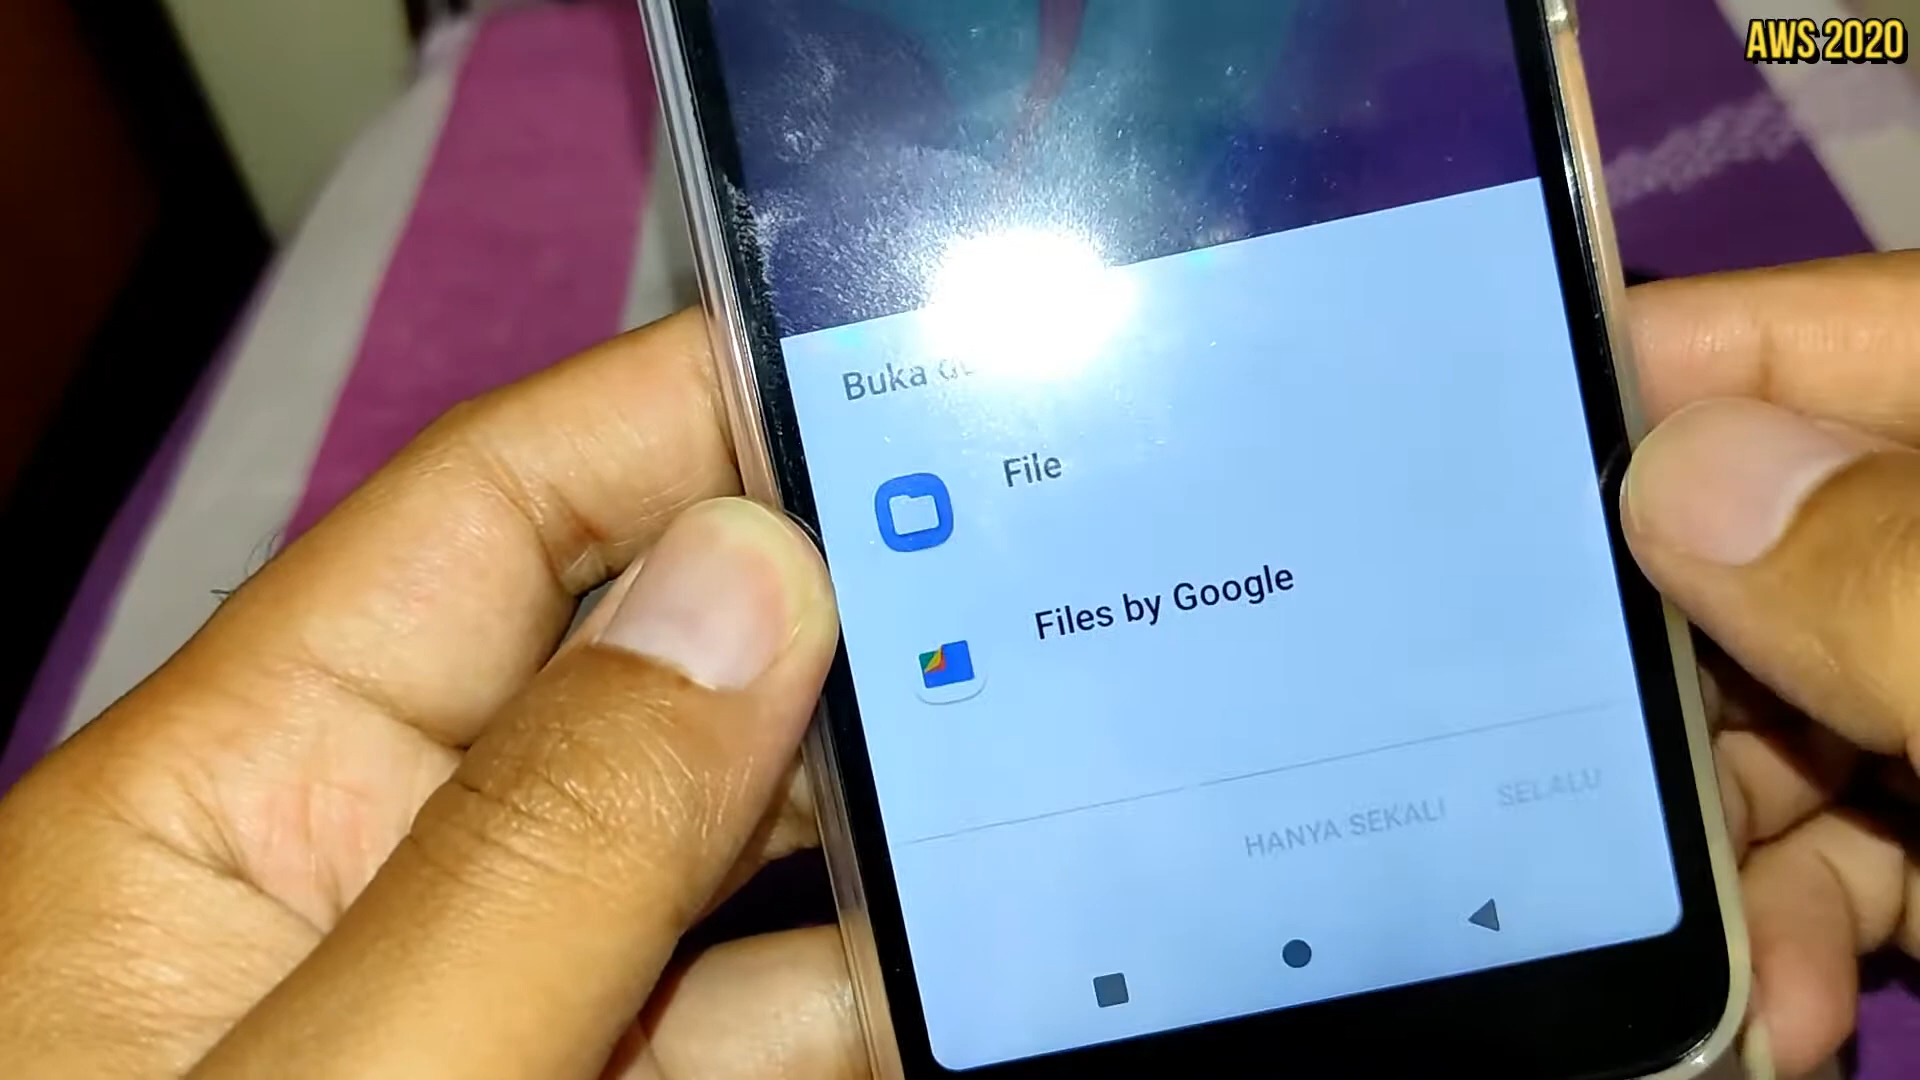 AWS 2020
Buka
File
Files by Google
HANYA SEKALI
SELALU